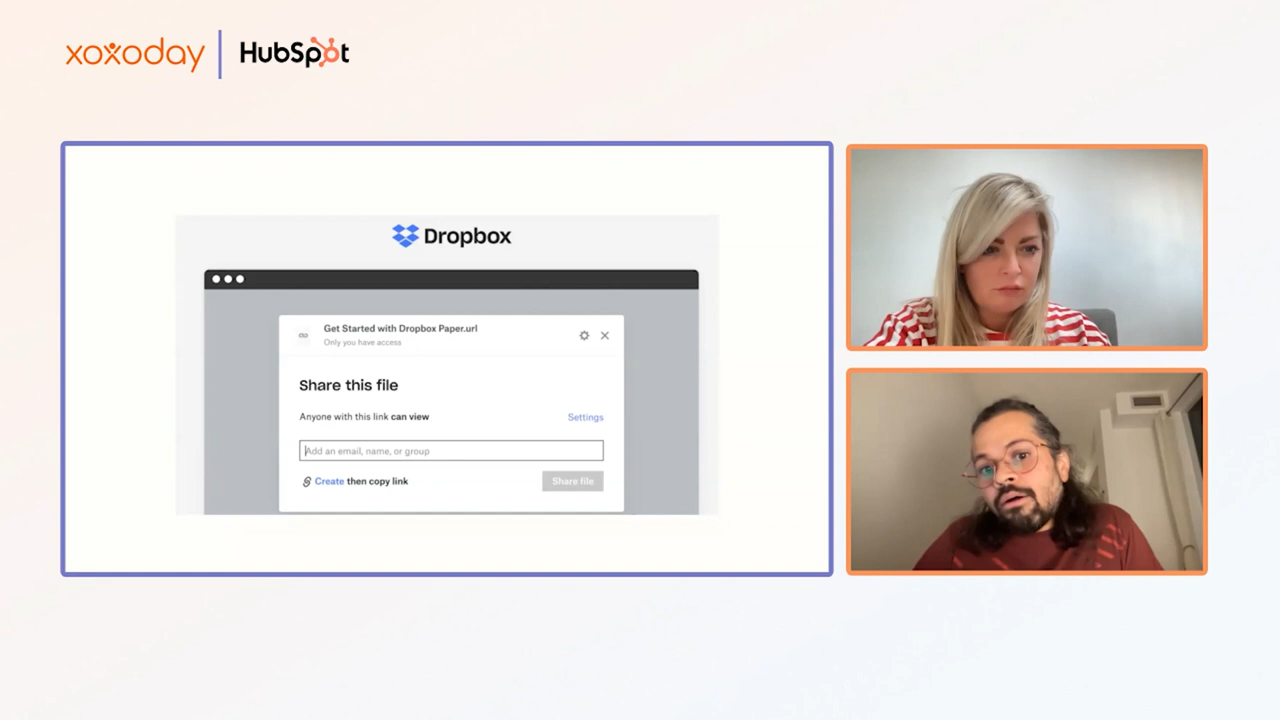 xoxoday
HubSpot
Dropbox
Get Started with Dropbox Paper.url
Only you have access
Share this file
Anyone with this link can view
Settings
Add an email, name, or group
Create then copy link
Share file